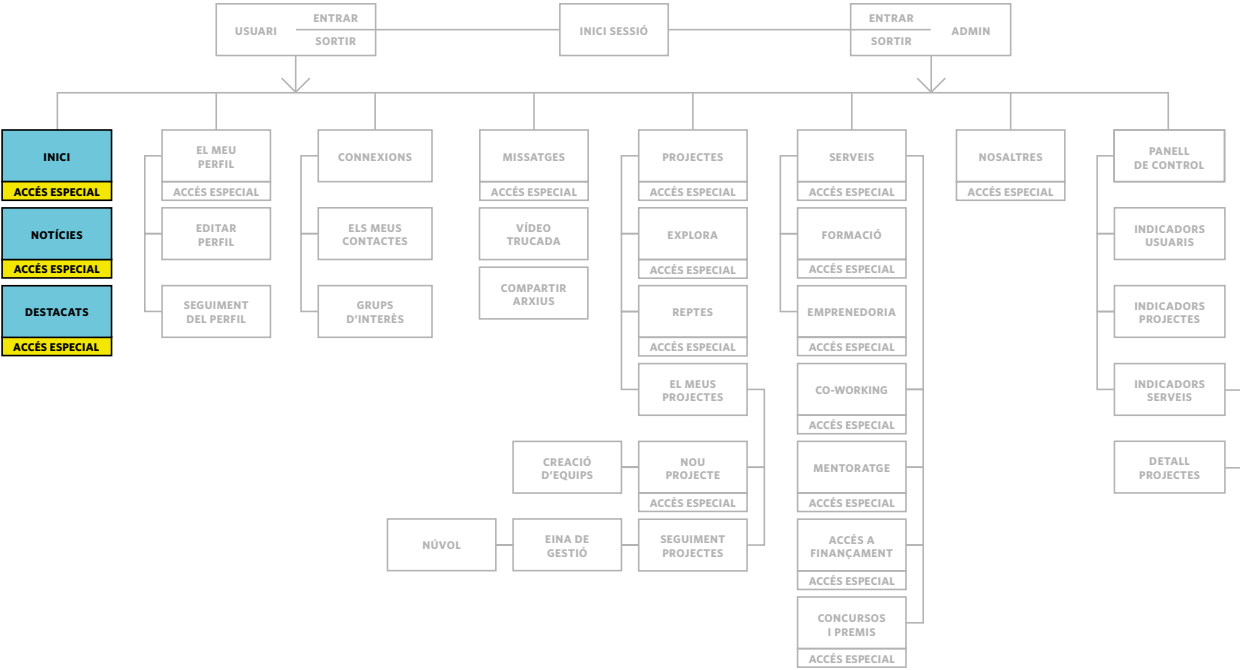 USUARI
ENTRAR
SORTIR
INICI SESSIÓ
ENTRAR
SORTIR
ADMIN
INICI
ACCÉS ESPECIAL
NOTÍCIES
ACCÉS ESPECIAL
DESTACATS
ACCÉS ESPECIAL
EL MEU
PERFIL
ACCÉS ESPECIAL
EDITAR
PERFIL
SEGUIMENT
DEL PERFIL
CONNEXIONS
ELS MEUS
CONTACTES
GRUPS
D'INTERÈS
MISSATGES
ACCÉS ESPECIAL
VÍDEO
TRUCADA
COMPARTIR
ARXIUS
PROJECTES
ACCÉS ESPECIAL
EXPLORA
ACCÉS ESPECIAL
REPTES
ACCÉS ESPECIAL
EL MEUS
PROJECTES
CREACIÓ
D'EQUIPS
NOU
PROJECTE
ACCÉS ESPECIAL
NÚVOL
EINA DE
GESTIÓ
SEGUIMENT
PROJECTES
SERVEIS
ACCÉS ESPECIAL
FORMACIÓ
ACCÉS ESPECIAL
EMPRENEDORIA
ACCÉS ESPECIAL
CO-WORKING
ACCÉS ESPECIAL
MENTORATGE
ACCÉS ESPECIAL
ACCÉS A
FINANÇAMENT
ACCÉS ESPECIAL
CONCURSOS
I PREMIS
ACCÉS ESPECIAL
NOSALTRES
ACCÉS ESPECIAL
PANELL
DE CONTROL
INDICADORS
USUARIS
INDICADORS
PROJECTES
INDICADORS
SERVEIS
DETALL
PROJECTES